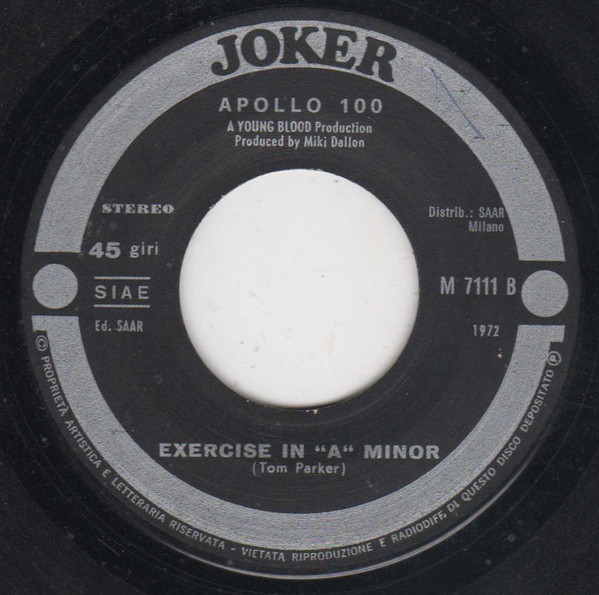 JOKER
APOLLO 100
A YOUNG BLOOD Production
Produced by Miki Dallon
STEREO
Distrib.: SAAR
Milano
45 giri
SIAE
M 7111 B
Ed. SAAR
1972
EXERCISE IN "A" MINOR
(Tom Parker)
Ⓒ PROPRIETÀ ARTISTICA E LETTERARIA RISERVATA - VIETATA RIPRODUZIONE E RADIODIFF. DI QUESTO DISCO DEPOSITATO Ⓟ